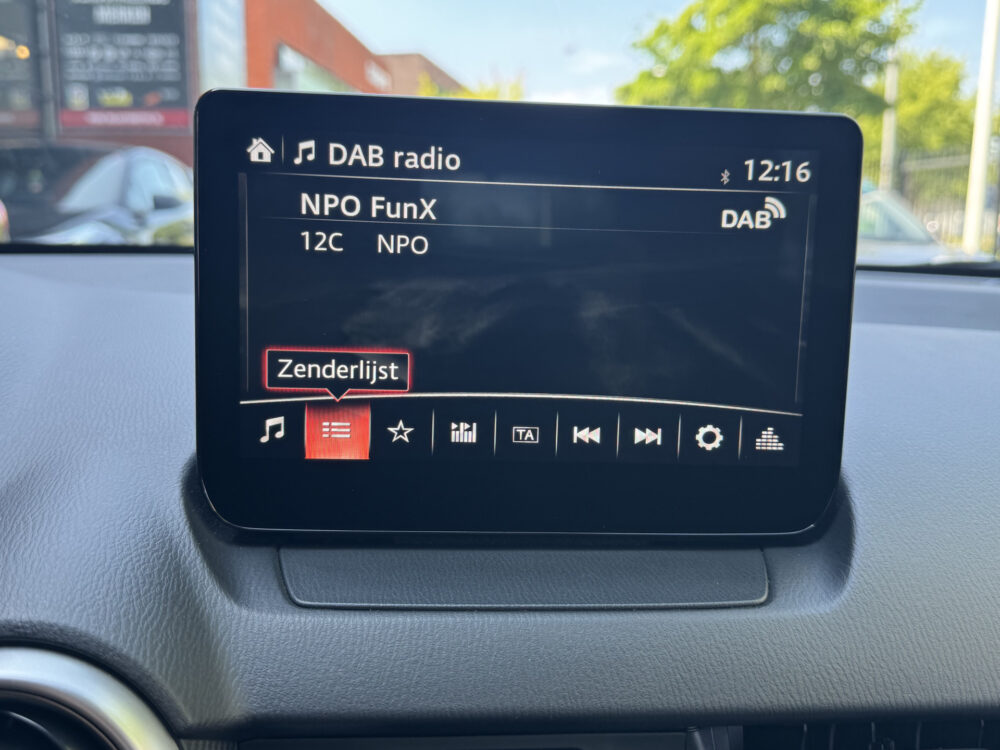 DAB radio
12:16
NPO FunX
DAB
12C NPO
Zenderlijst
TA